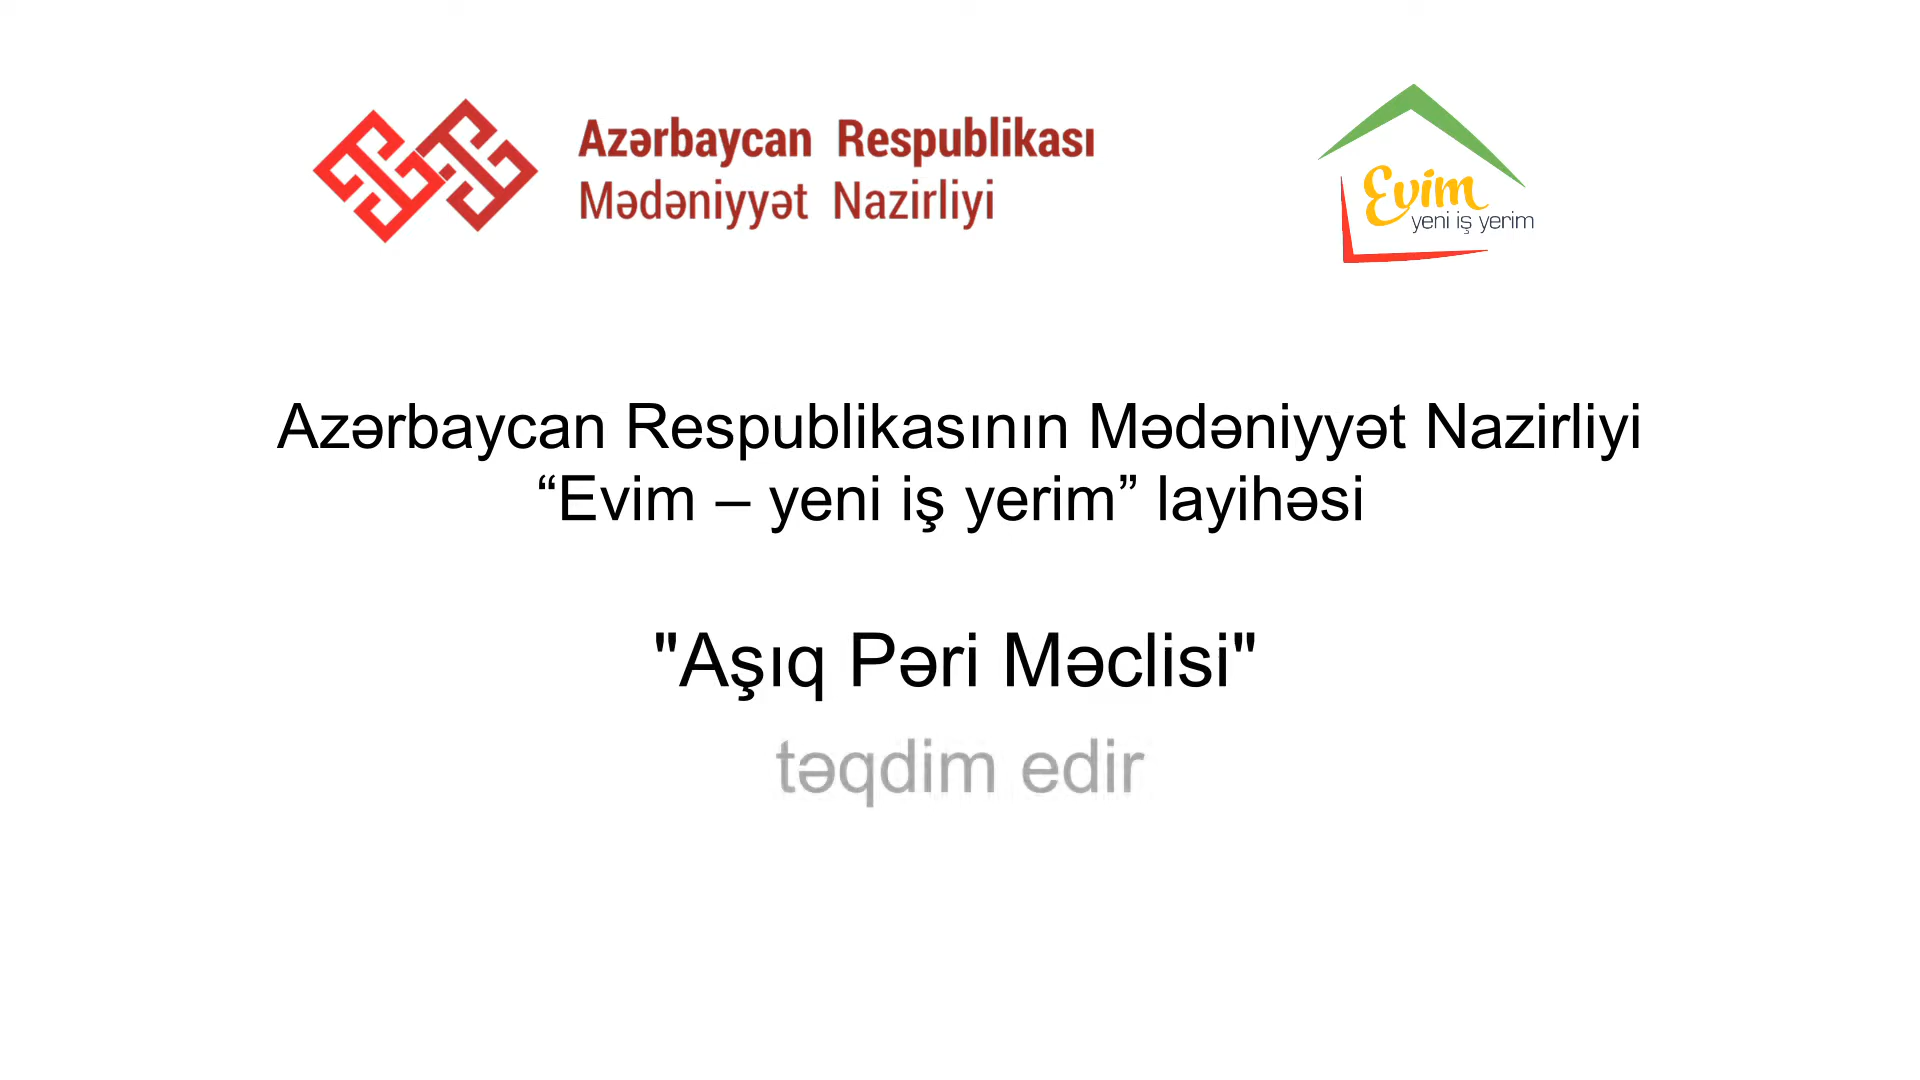 Azərbaycan Respublikası
Mədəniyyət Nazirliyi
Evim
yeni iş yerim
Azərbaycan Respublikasının Mədəniyyət Nazirliyi
“Evim – yeni iş yerim” layihəsi
"Aşıq Pəri Məclisi"
təqdim edir